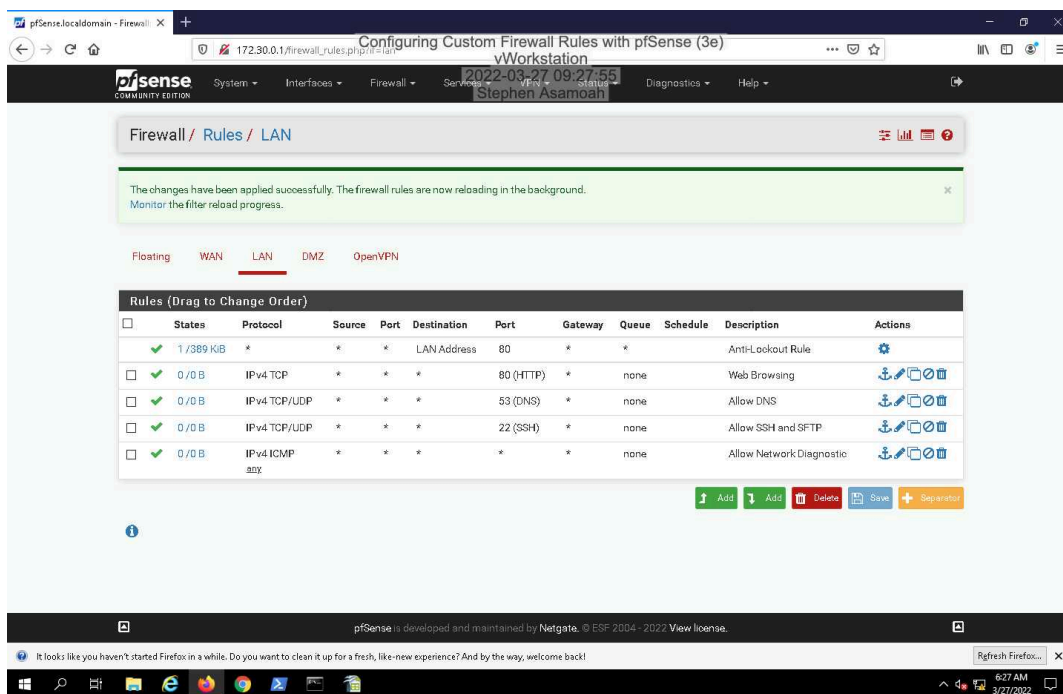 pfSense.localdomain - Firewall:
172.30.0.1/firewall_rules.php?if=lan
Configuring Custom Firewall Rules with pfSense (3e)
vWorkstation
2022-03-27 09:27:55
Stephen Asamoah
pfsense
COMMUNITY EDITION
System
Interfaces
Firewall
Services
VPN
Status
Diagnostics
Help
Firewall / Rules / LAN
The changes have been applied successfully. The firewall rules are now reloading in the background.
Monitor the filter reload progress.
Floating WAN LAN DMZ OpenVPN
Rules (Drag to Change Order)
States Protocol Source Port Destination Port Gateway Queue Schedule Description Actions
1 /389 KiB * * * LAN Address 80 * * Anti-Lockout Rule
0 /0 B IPv4 TCP * * * 80 (HTTP) * none Web Browsing
0 /0 B IPv4 TCP/UDP * * * 53 (DNS) * none Allow DNS
0 /0 B IPv4 TCP/UDP * * * 22 (SSH) * none Allow SSH and SFTP
0 /0 B IPv4 ICMP * * * * * none Allow Network Diagnostic
any
Add Add Delete Save Separator
pfSense is developed and maintained by Netgate. © ESF 2004 - 2022 View license.
It looks like you haven't started Firefox in a while. Do you want to clean it up for a fresh, like-new experience? And by the way, welcome back!
Refresh Firefox...
6:27 AM
3/27/2022